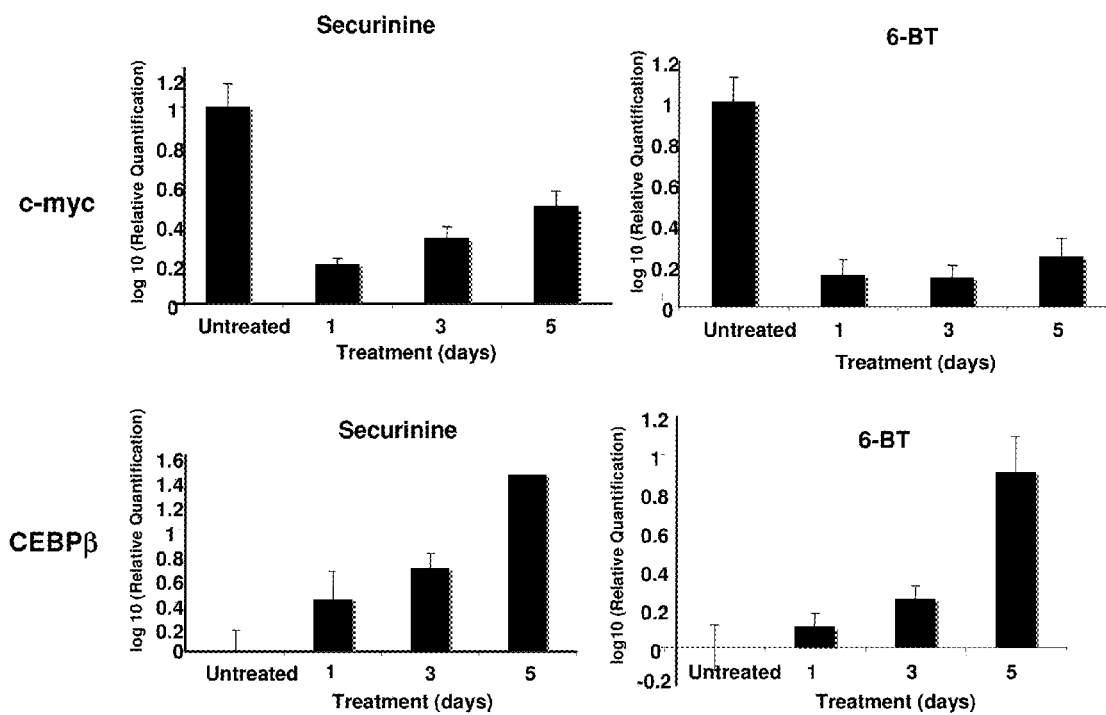 Securinine
log 10 (Relative Quantification)
1.2
1
0.8
0.6
0.4
0.2
0
c-myc
Untreated 1 3 5
Treatment (days)
6-BT
log 10 (Relative Quantification)
1.2
1
0.8
0.6
0.4
0.2
0
Untreated 1 3 5
Treatment (days)
Securinine
log 10 (Relative Quantification)
1.6
1.4
1.2
1
0.8
0.6
0.4
0.2
0
CEBPβ
Untreated 1 3 5
Treatment (days)
6-BT
log10 (Relative Quantification)
1.2
1
0.8
0.6
0.4
0.2
0
-0.2
Untreated 1 3 5
Treatment (days)